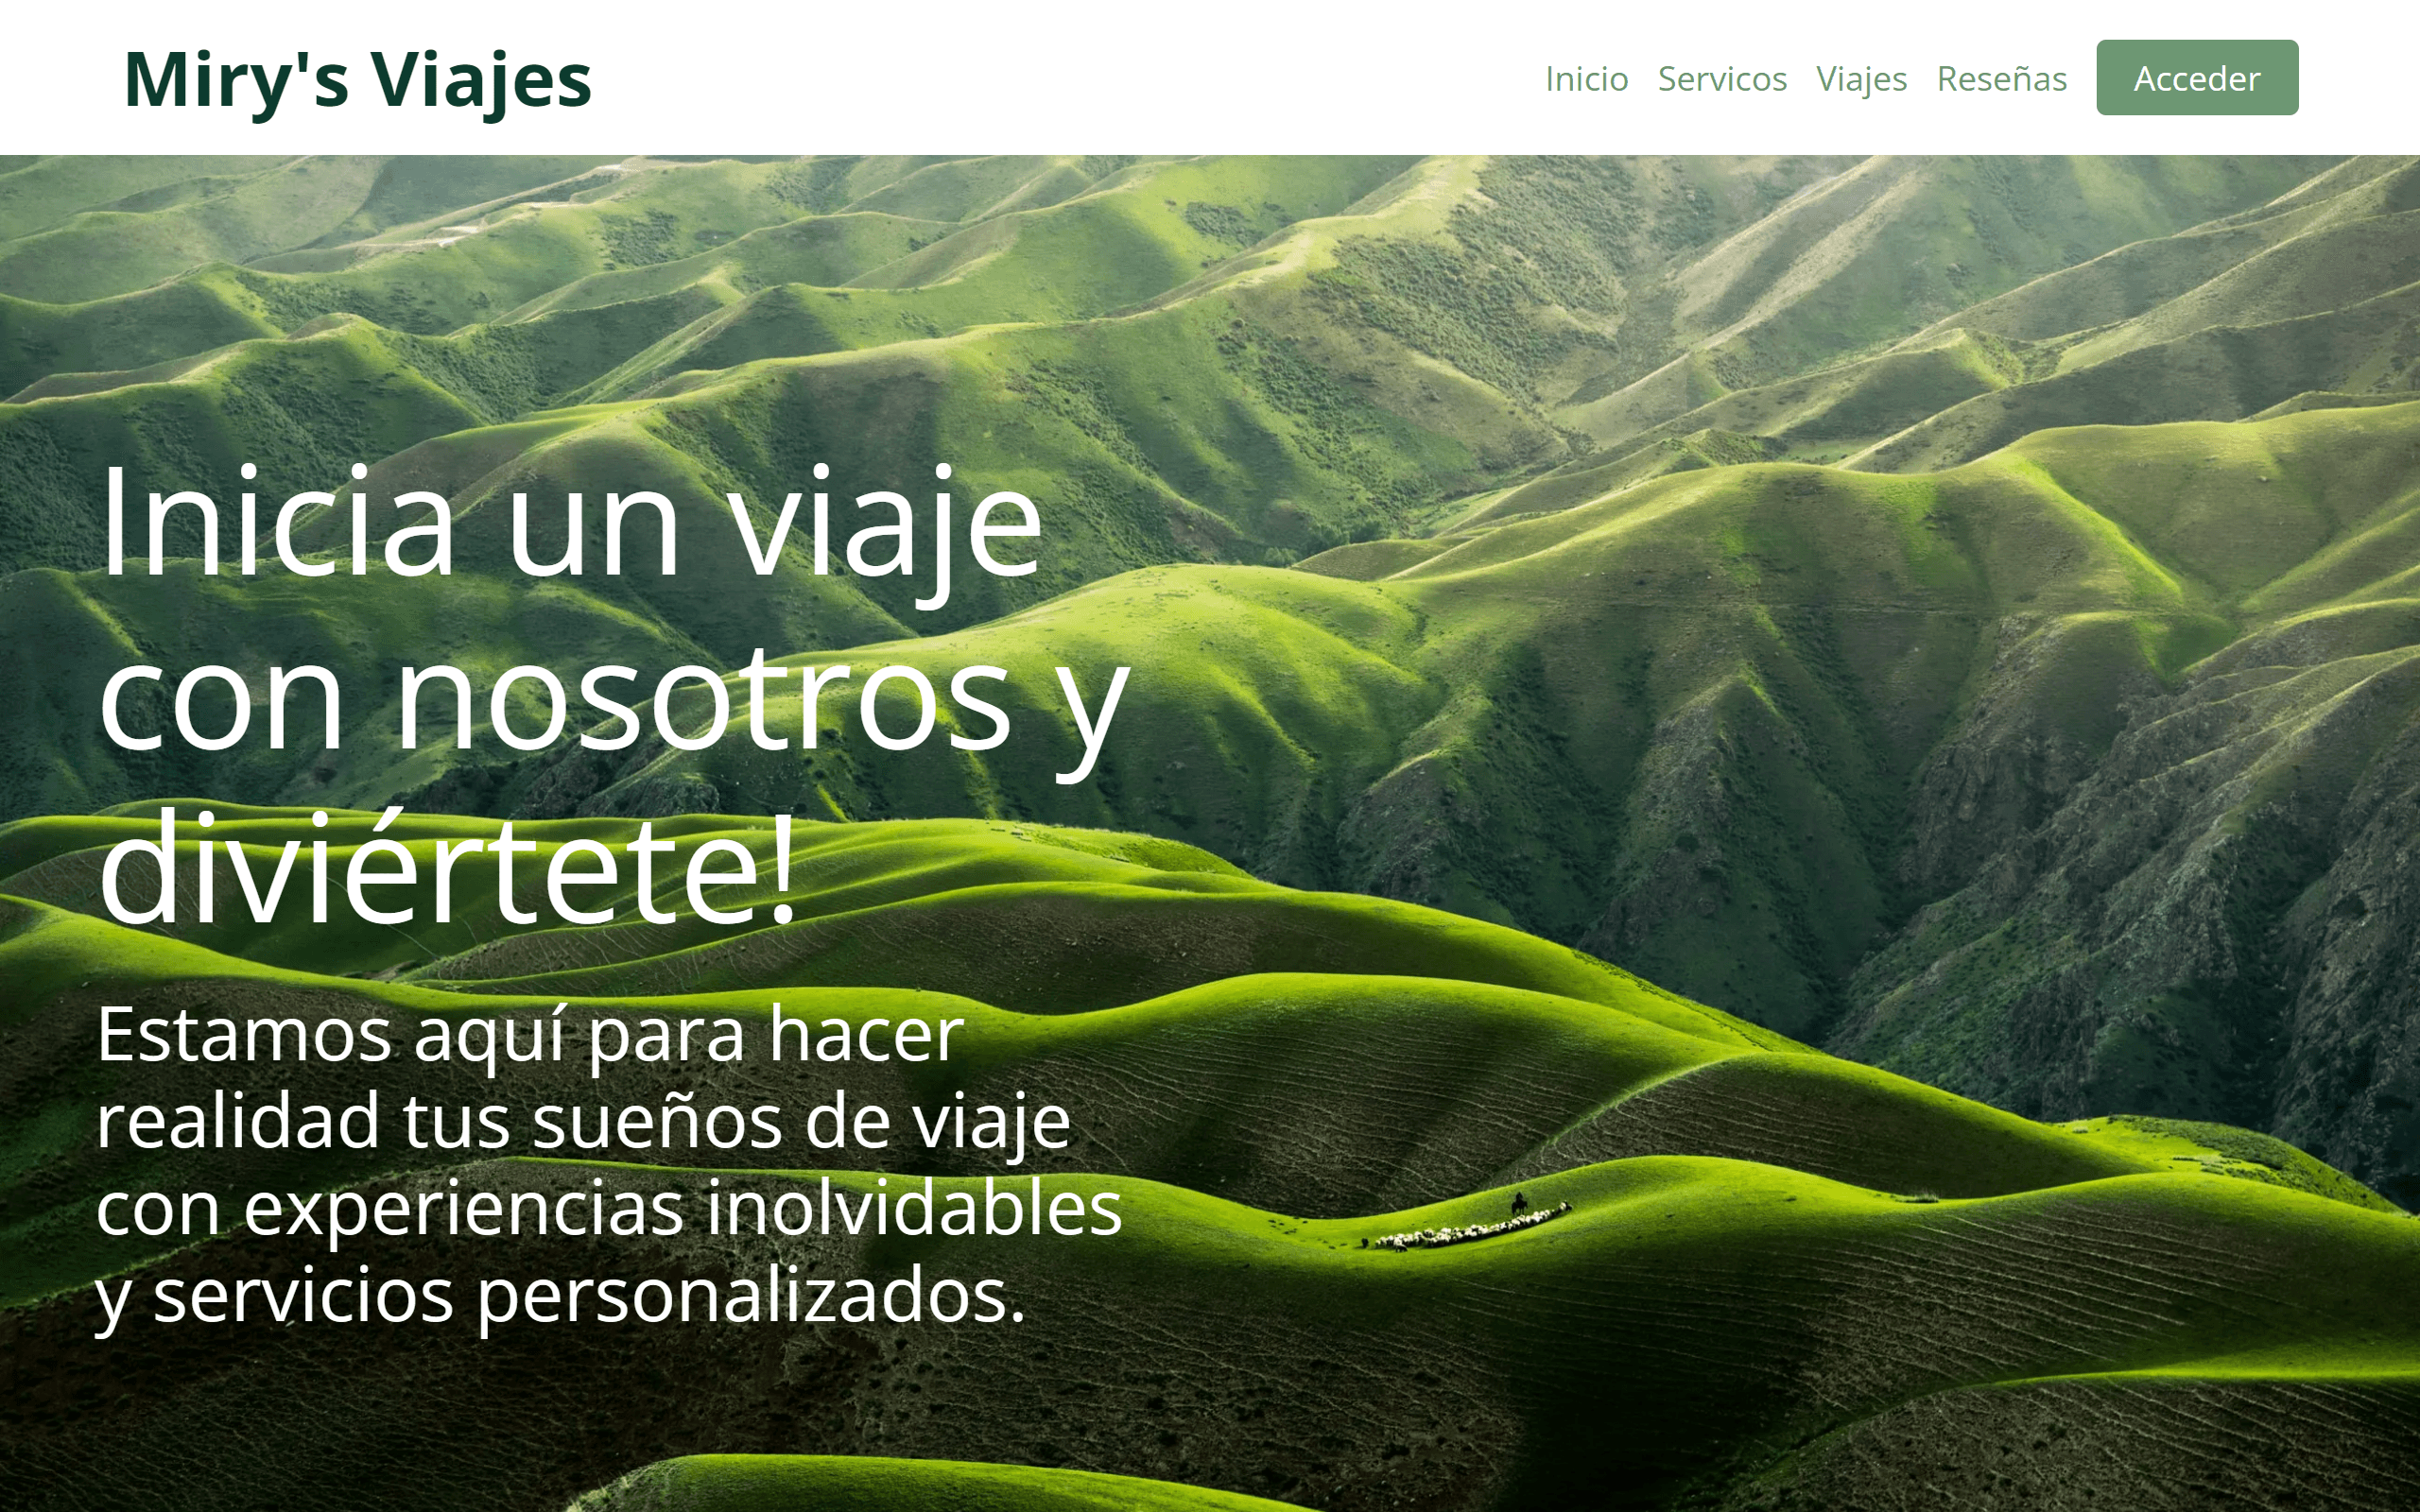 Miry's Viajes
Inicio Servicos Viajes Reseñas Acceder
Inicia un viaje
con nosotros y
diviértete!
Estamos aquí para hacer
realidad tus sueños de viaje
con experiencias inolvidables
y servicios personalizados.